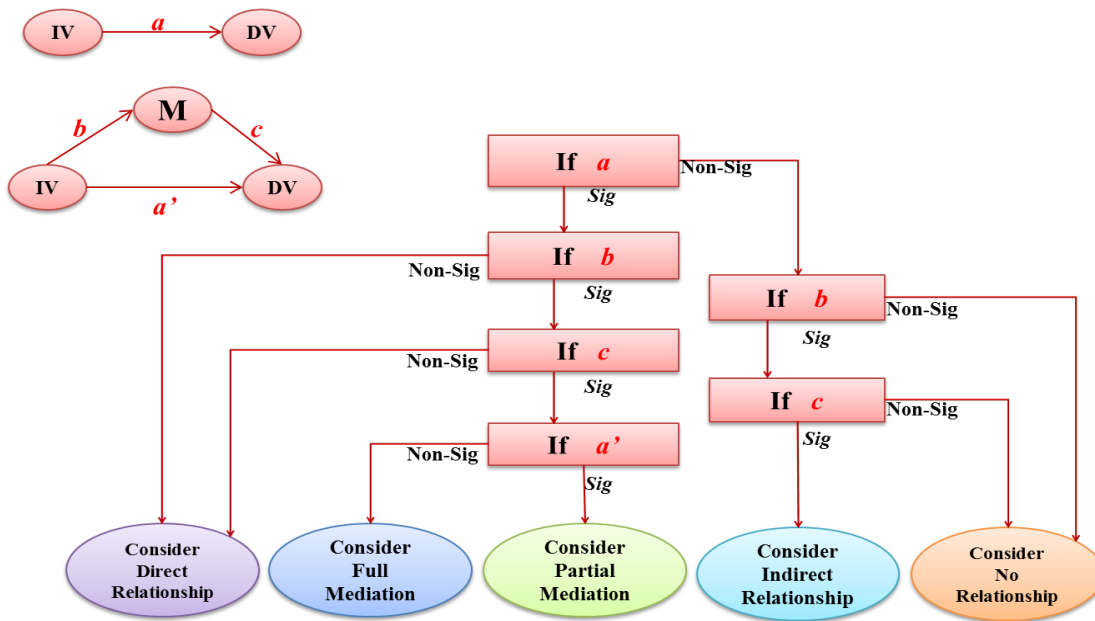 IV a DV
M
b c
IV DV
a’
If a
Non-Sig
Sig
If b
Non-Sig
Sig
If b
Non-Sig
Sig
If c
Non-Sig
Sig
If c
Non-Sig
Sig
If a’
Non-Sig
Sig
Consider
Direct
Relationship
Consider
Full
Mediation
Consider
Partial
Mediation
Consider
Indirect
Relationship
Consider
No
Relationship